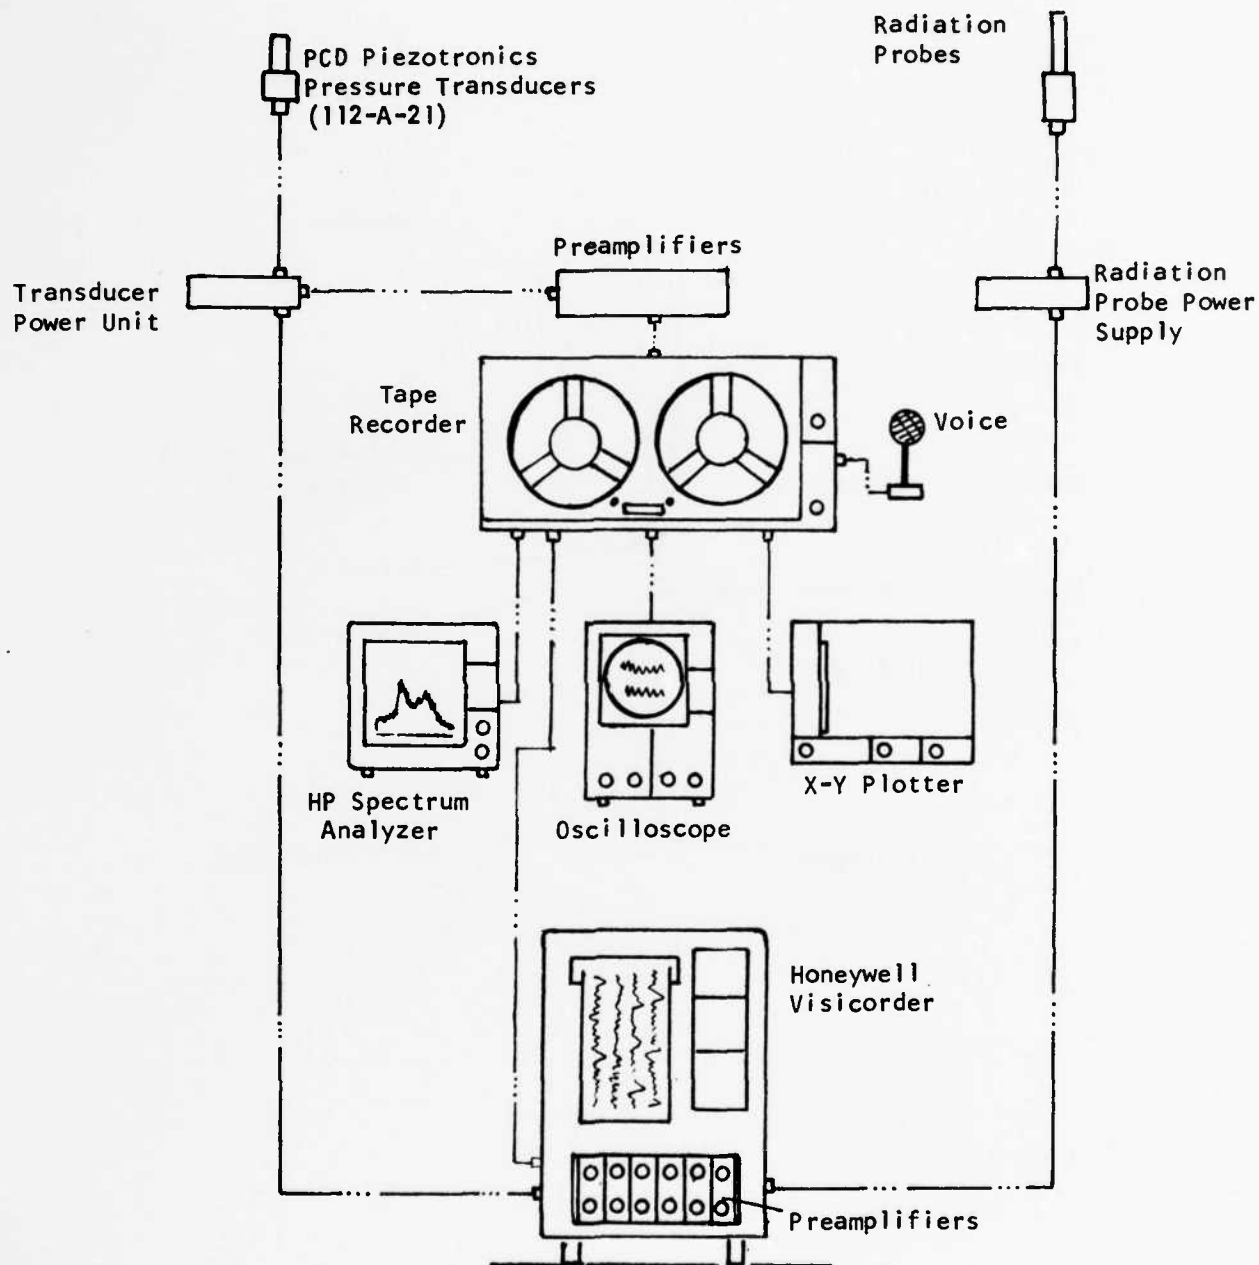 PCD Piezotronics
Pressure Transducers
(112-A-21)
Radiation
Probes
Preamplifiers
Transducer
Power Unit
Radiation
Probe Power
Supply
Tape
Recorder
Voice
HP Spectrum
Analyzer
Oscilloscope
X-Y Plotter
Honeywell
Visicorder
Preamplifiers